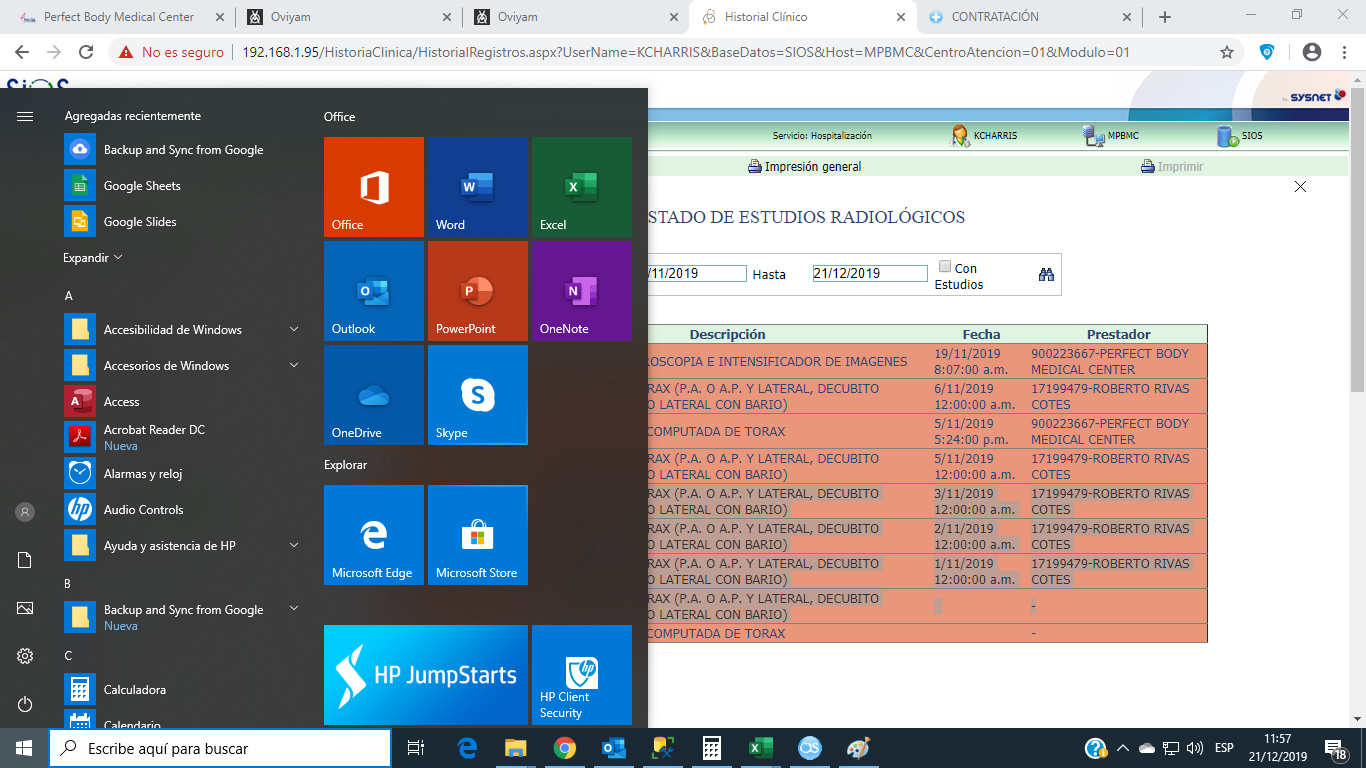 Perfect Body Medical Center
Oviyam
Oviyam
Historial Clínico
CONTRATACIÓN
No es seguro
192.168.1.95/HistoriaClinica/HistorialRegistros.aspx?UserName=KCHARRIS&BaseDatos=SIOS&Host=MPBMC&CentroAtencion=01&Modulo=01
by SYSNET
Servicio: Hospitalización
KCHARRIS
MPBMC
SIOS
Impresión general
Imprimir
STADO DE ESTUDIOS RADIOLÓGICOS
/11/2019
Hasta
21/12/2019
Con
Estudios
Descripción
Fecha
Prestador
ROSCOPIA E INTENSIFICADOR DE IMAGENES
19/11/2019
8:07:00 a.m.
900223667-PERFECT BODY
MEDICAL CENTER
RAX (P.A. O A.P. Y LATERAL, DECUBITO
O LATERAL CON BARIO)
6/11/2019
12:00:00 a.m.
17199479-ROBERTO RIVAS
COTES
COMPUTADA DE TORAX
5/11/2019
5:24:00 p.m.
900223667-PERFECT BODY
MEDICAL CENTER
RAX (P.A. O A.P. Y LATERAL, DECUBITO
O LATERAL CON BARIO)
5/11/2019
12:00:00 a.m.
17199479-ROBERTO RIVAS
COTES
RAX (P.A. O A.P. Y LATERAL, DECUBITO
O LATERAL CON BARIO)
3/11/2019
12:00:00 a.m.
17199479-ROBERTO RIVAS
COTES
RAX (P.A. O A.P. Y LATERAL, DECUBITO
O LATERAL CON BARIO)
2/11/2019
12:00:00 a.m.
17199479-ROBERTO RIVAS
COTES
RAX (P.A. O A.P. Y LATERAL, DECUBITO
O LATERAL CON BARIO)
1/11/2019
12:00:00 a.m.
17199479-ROBERTO RIVAS
COTES
RAX (P.A. O A.P. Y LATERAL, DECUBITO
O LATERAL CON BARIO)
-
COMPUTADA DE TORAX
-
Agregadas recientemente
Backup and Sync from Google
Google Sheets
Google Slides
Expandir
A
Accesibilidad de Windows
Accesorios de Windows
Access
Acrobat Reader DC
Nueva
Alarmas y reloj
Audio Controls
Ayuda y asistencia de HP
B
Backup and Sync from Google
Nueva
C
Calculadora
Calendario
Office
Office
Word
Excel
Outlook
PowerPoint
OneNote
OneDrive
Skype
Explorar
Microsoft Edge
Microsoft Store
HP JumpStarts
HP Client
Security
Escribe aquí para buscar
ESP
11:57
21/12/2019
18